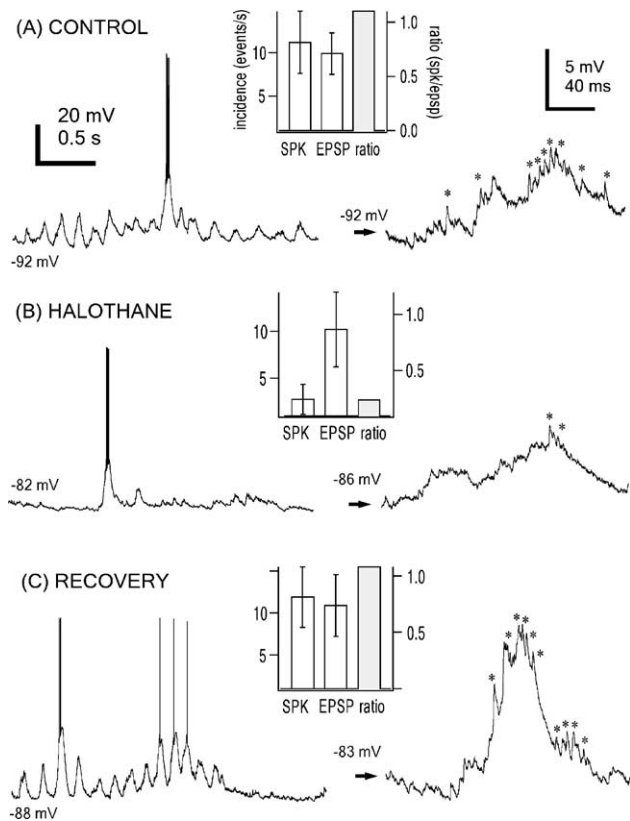 (A) CONTROL
20 mV
0.5 s
-92 mV
incidence (events/s)
10
5
ratio (spk/epsp)
1.0
0.5
0.0
SPK EPSP ratio
5 mV
40 ms
-92 mV
* * * * * * * * *
(B) HALOTHANE
-82 mV
10
5
1.0
0.5
SPK EPSP ratio
-86 mV
* *
(C) RECOVERY
-88 mV
10
5
1.0
0.5
SPK EPSP ratio
-83 mV
* * * * * * * * * * *